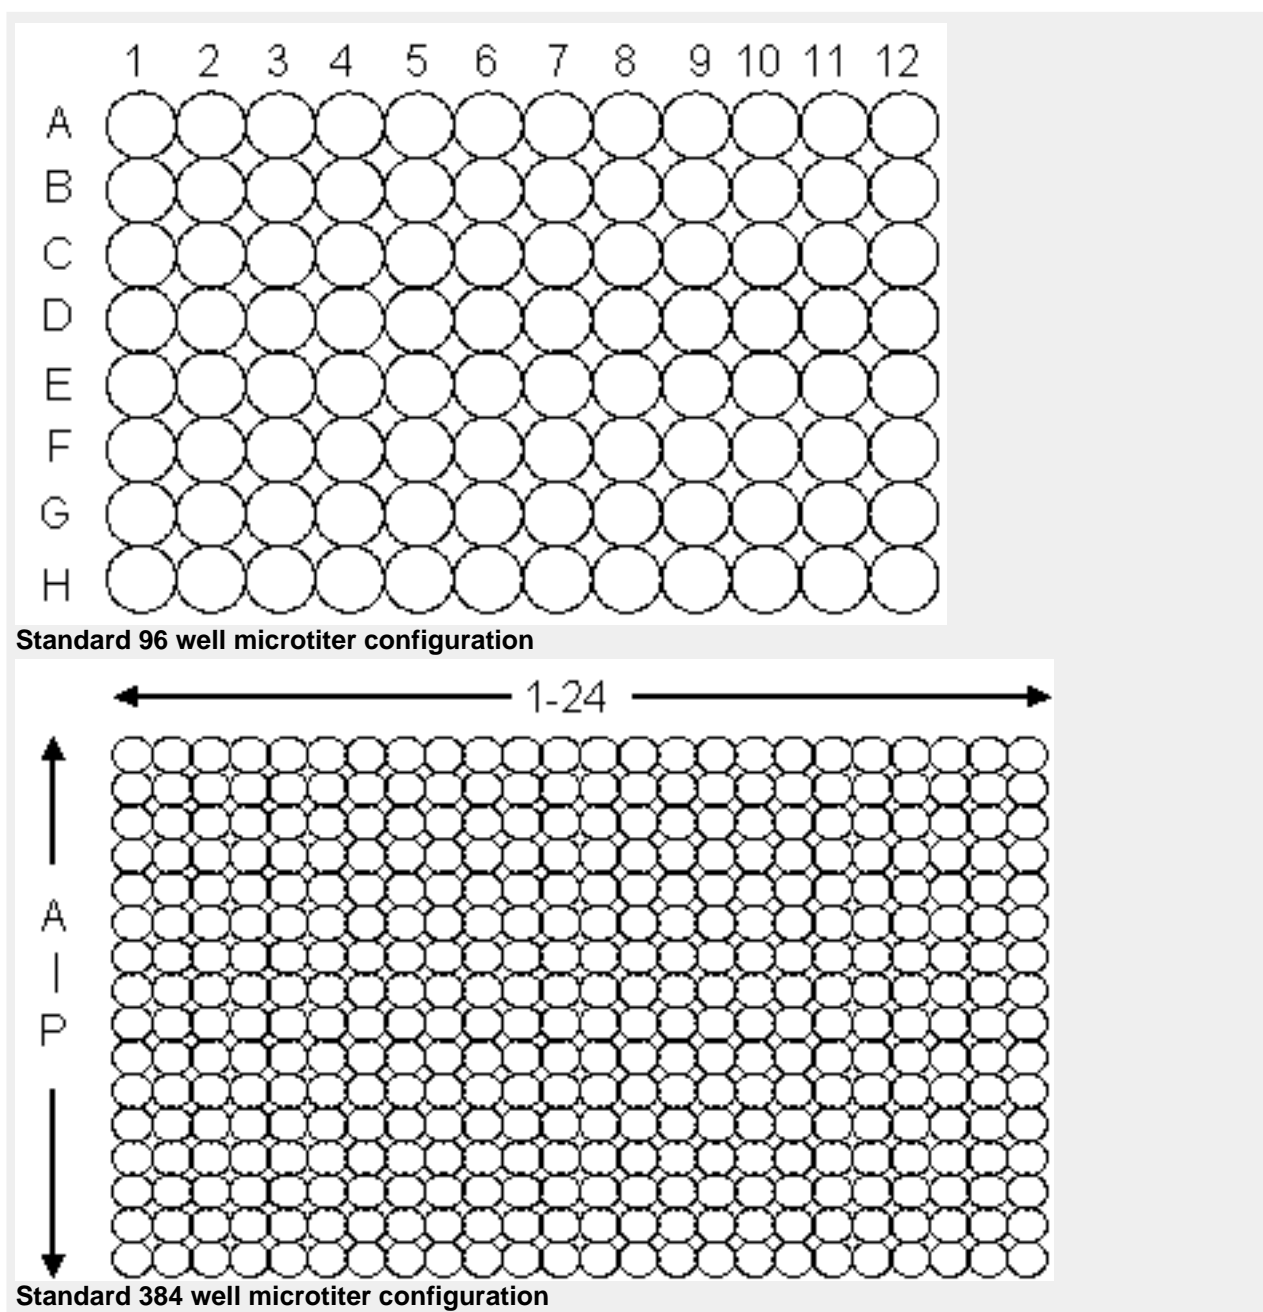 1 2 3 4 5 6 7 8 9 10 11 12
A
B
C
D
E
F
G
H
Standard 96 well microtiter configuration
1-24
A
|
P
Standard 384 well microtiter configuration